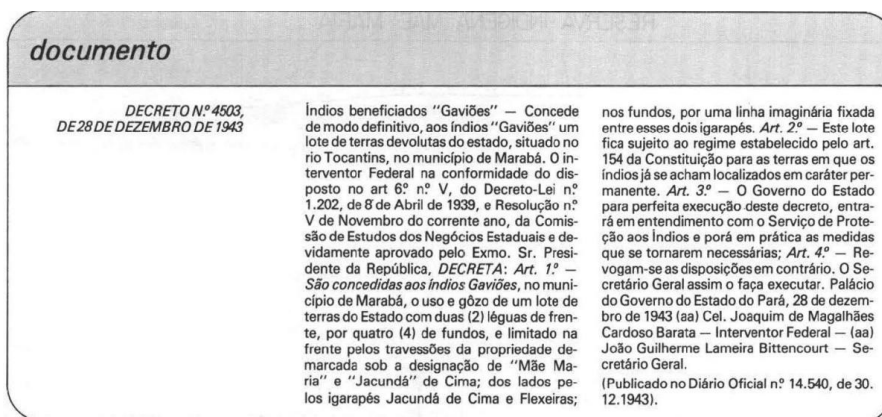 documento
DECRETO N.º 4503,
DE 28 DE DEZEMBRO DE 1943
Índios beneficiados "Gaviões" — Concede
de modo definitivo, aos índios "Gaviões" um
lote de terras devolutas do estado, situado no
rio Tocantins, no município de Marabá. O in-
terventor Federal na conformidade do dis-
posto no art 6º nº V, do Decreto-Lei nº
1.202, de 8 de Abril de 1939, e Resolução nº
V de Novembro do corrente ano, da Comis-
são de Estudos dos Negócios Estaduais e de-
vidamente aprovado pelo Exmo. Sr. Presi-
dente da República, DECRETA: Art. 1º —
São concedidas aos índios Gaviões, no muni-
cípio de Marabá, o uso e gôzo de um lote de
terras do Estado com duas (2) léguas de fren-
te, por quatro (4) de fundos, e limitado na
frente pelos travessões da propriedade de-
marcada sob a designação de "Mãe Ma-
ria" e "Jacundá" de Cima; dos lados pe-
los igarapés Jacundá de Cima e Flexeiras;
nos fundos, por uma linha imaginária fixada
entre esses dois igarapés. Art. 2º — Este lote
fica sujeito ao regime estabelecido pelo art.
154 da Constituição para as terras em que os
índios já se acham localizados em caráter per-
manente. Art. 3º — O Governo do Estado
para perfeita execução deste decreto, entra-
rá em entendimento com o Serviço de Prote-
ção aos Índios e porá em prática as medidas
que se tornarem necessárias; Art. 4º — Re-
vogam-se as disposições em contrário. O Se-
cretário Geral assim o faça executar. Palácio
do Governo do Estado do Pará, 28 de dezem-
bro de 1943 (aa) Cel. Joaquim de Magalhães
Cardoso Barata — Interventor Federal — (aa)
João Guilherme Lameira Bittencourt — Se-
cretário Geral.
(Publicado no Diário Oficial nº 14.540, de 30.
12.1943).